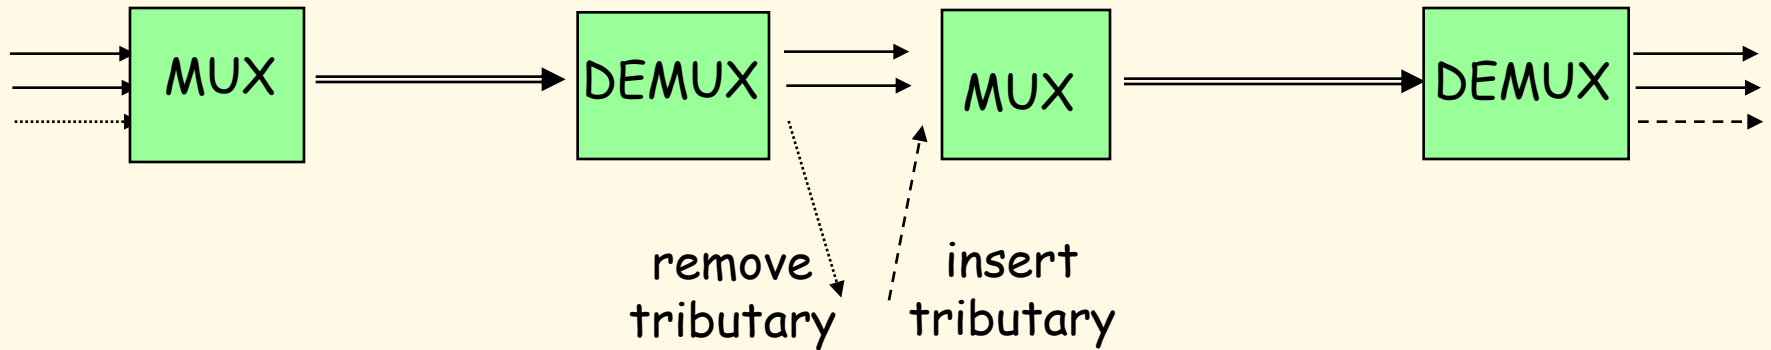 MUX
DEMUX
MUX
DEMUX
remove
tributary
insert
tributary